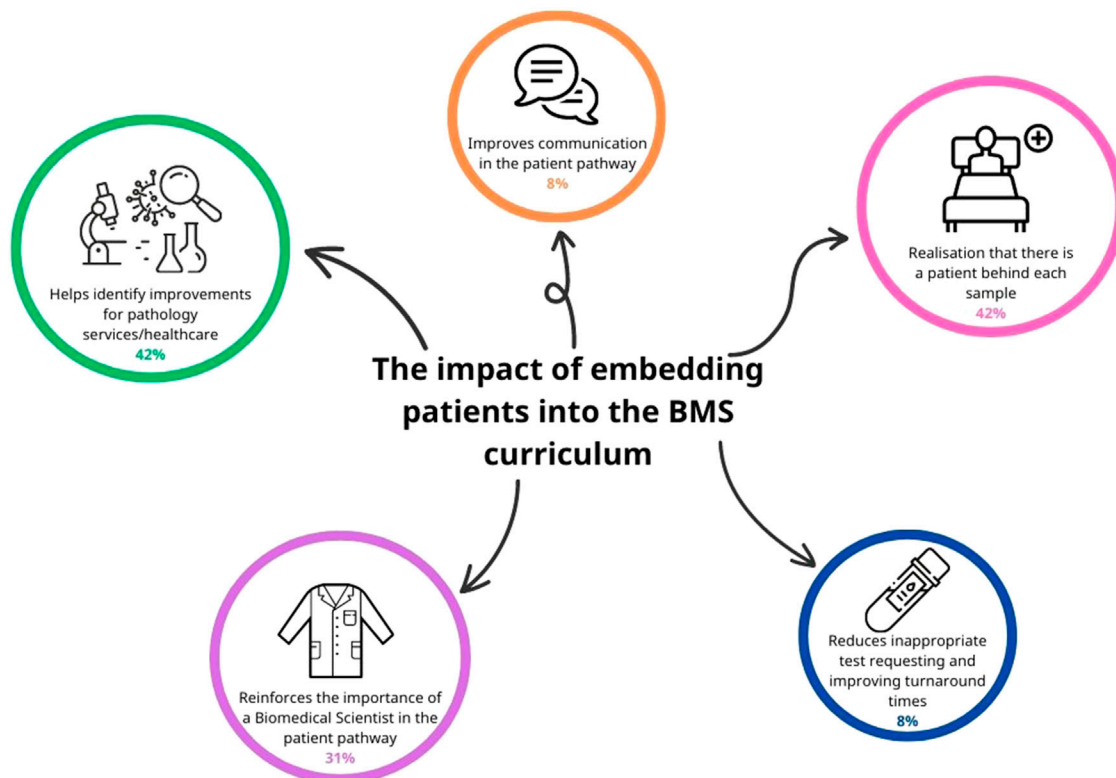 Improves communication
in the patient pathway
8%
Helps identify improvements
for pathology
services/healthcare
42%
Realisation that there is
a patient behind each
sample
42%
The impact of embedding
patients into the BMS
curriculum
Reinforces the importance of
a Biomedical Scientist in the
patient pathway
31%
Reduces inappropriate
test requesting and
improving turnaround
times
8%